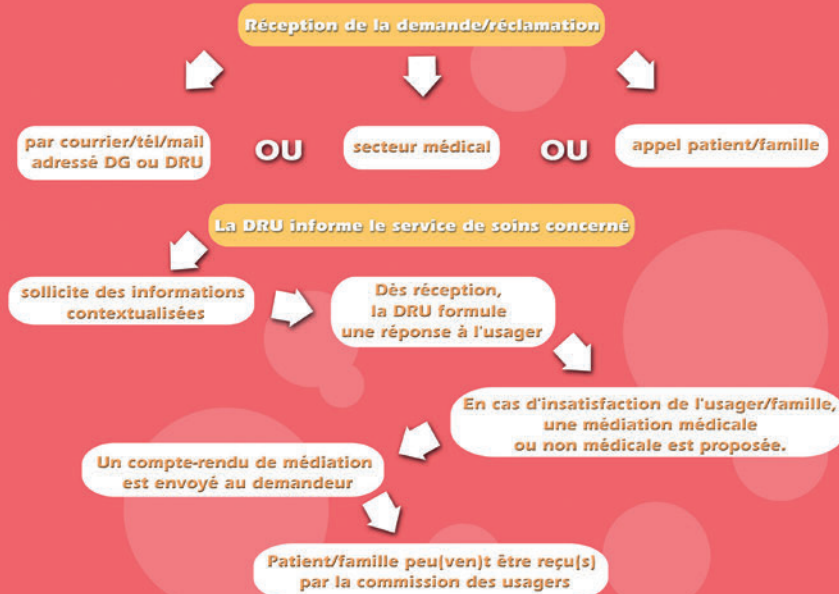 Réception de la demande/réclamation
par courrier/tél/mail
adressé DG ou DRU
OU
secteur médical
OU
appel patient/famille
La DRU informe le service de soins concerné
sollicite des informations
contextualisées
Dès réception,
la DRU formule
une réponse à l'usager
En cas d'insatisfaction de l'usager/famille,
une médiation médicale
ou non médicale est proposée.
Un compte-rendu de médiation
est envoyé au demandeur
Patient/famille peu(ven)t être reçu(s)
par la commission des usagers